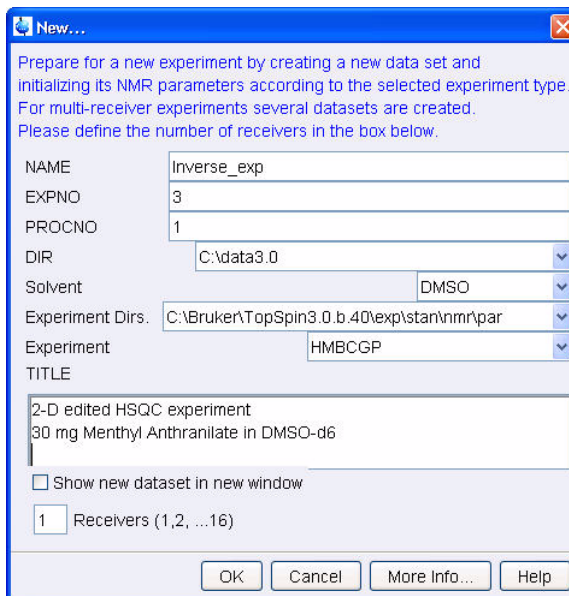 New...
Prepare for a new experiment by creating a new data set and
initializing its NMR parameters according to the selected experiment type.
For multi-receiver experiments several datasets are created.
Please define the number of receivers in the box below.
NAME Inverse_exp
EXPNO 3
PROCNO 1
DIR C:\data3.0
Solvent DMSO
Experiment Dirs. C:\Bruker\TopSpin3.0.b.40\exp\stan\nmr\par
Experiment HMBCGP
TITLE
2-D edited HSQC experiment
30 mg Menthyl Anthranilate in DMSO-d6
Show new dataset in new window
1 Receivers (1,2, ...16)
OK Cancel More Info... Help